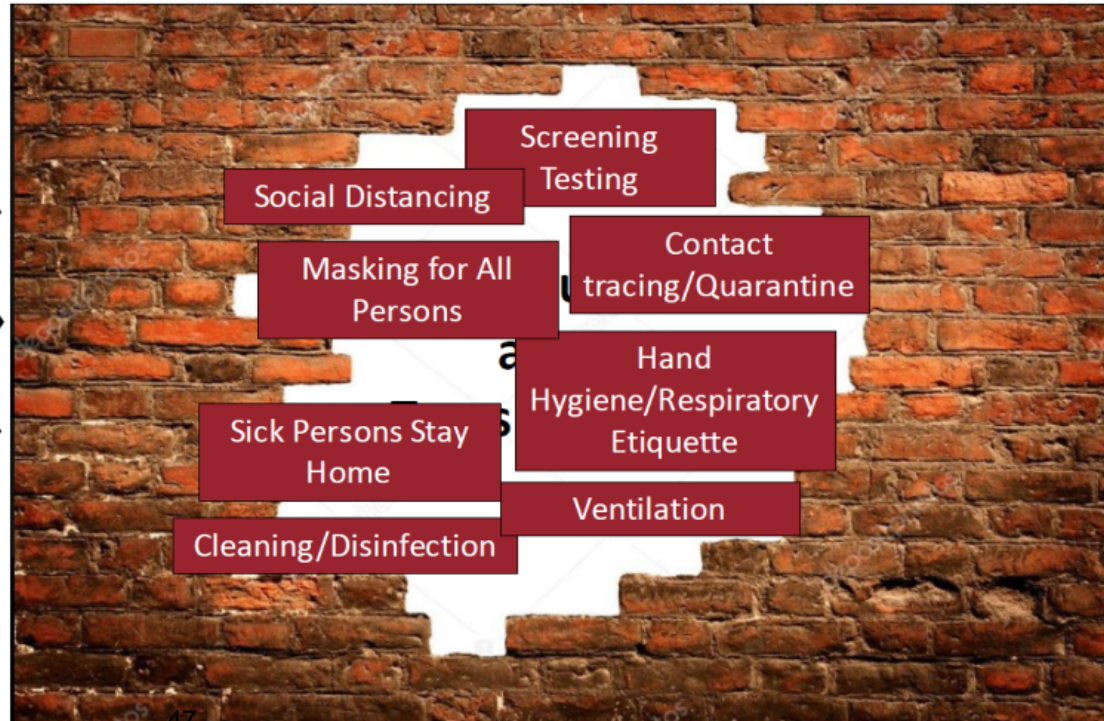 Screening
Testing
Social Distancing
Contact
tracing/Quarantine
Masking for All
Persons
Hand
Hygiene/Respiratory
Etiquette
Sick Persons Stay
Home
Ventilation
Cleaning/Disinfection
47